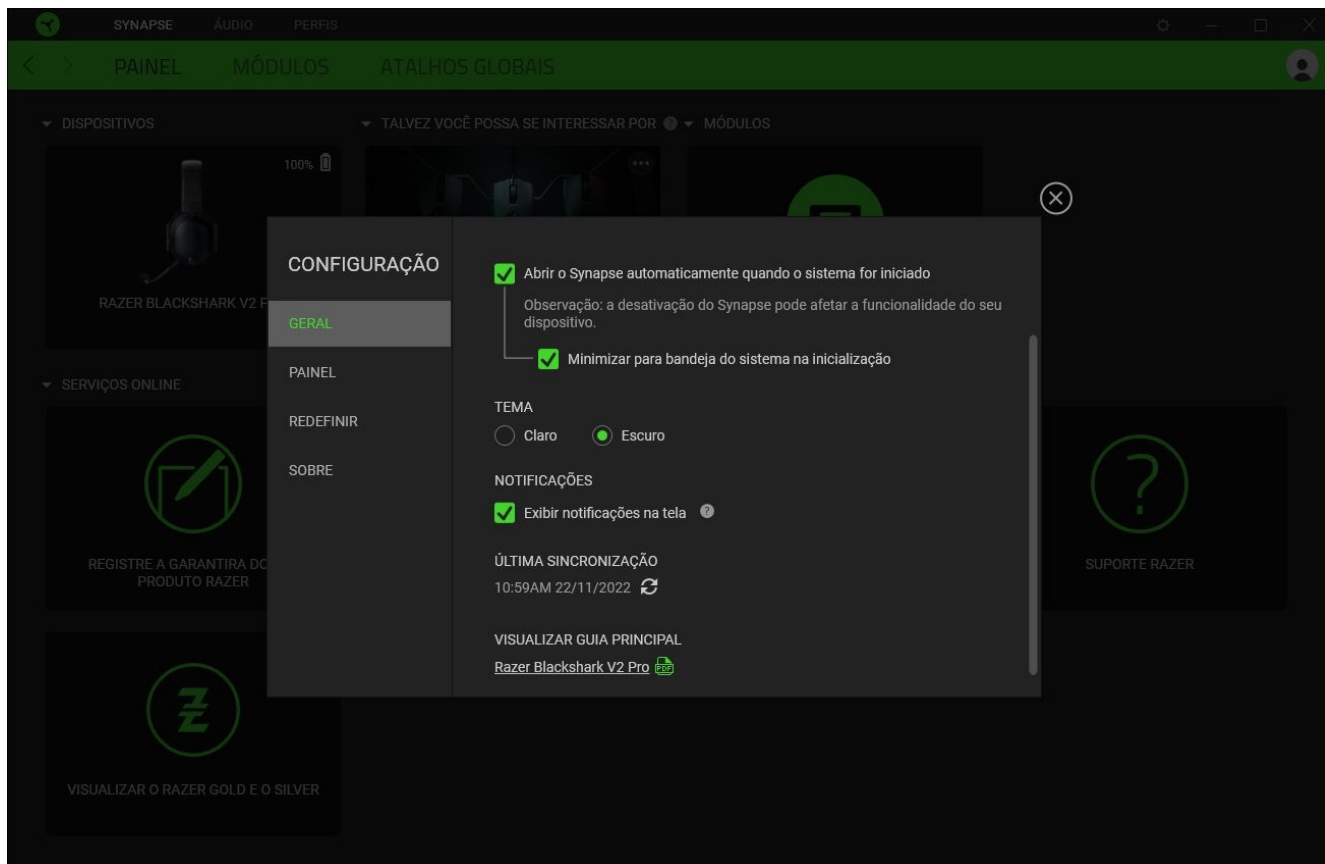 SYNAPSE ÁUDIO PERFIS
PAINEL MÓDULOS ATALHOS GLOBAIS
DISPOSITIVOS
TALVEZ VOCÊ POSSA SE INTERESSAR POR ?
MÓDULOS
100%
RAZER BLACKSHARK V2 P
SERVIÇOS ONLINE
REGISTRE A GARANTIRA DO
PRODUTO RAZER
SUPORTE RAZER
VISUALIZAR O RAZER GOLD E O SILVER
CONFIGURAÇÃO
GERAL
PAINEL
REDEFINIR
SOBRE
Abrir o Synapse automaticamente quando o sistema for iniciado
Observação: a desativação do Synapse pode afetar a funcionalidade do seu
dispositivo.
Minimizar para bandeja do sistema na inicialização
TEMA
Claro Escuro
NOTIFICAÇÕES
Exibir notificações na tela ?
ÚLTIMA SINCRONIZAÇÃO
10:59AM 22/11/2022
VISUALIZAR GUIA PRINCIPAL
Razer Blackshark V2 Pro PDF